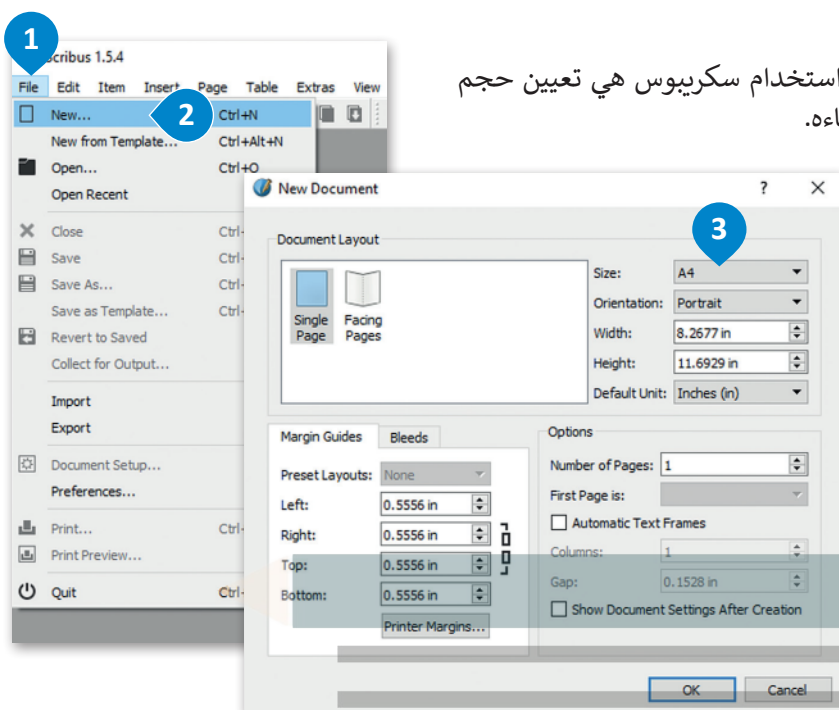 استخدام سكريبوس هي تعيين حجم
1
Scribus 1.5.4
File Edit Item Insert Page Table Extras View
2
New... Ctrl+N
New from Template... Ctrl+Alt+N
Open... Ctrl+O
Open Recent
Close Ctrl
Save Ctrl
Save As... Ctrl
Save as Template... Ctrl
Revert to Saved
Collect for Output...
Import
Export
Document Setup...
Preferences...
Print... Ctrl
Print Preview...
Quit Ctrl
New Document ? X
3
Document Layout
Single Page
Facing Pages
Size: A4
Orientation: Portrait
Width: 8.2677 in
Height: 11.6929 in
Default Unit: Inches (in)
Margin Guides Bleeds
Preset Layouts: None
Left: 0.5556 in
Right: 0.5556 in
Top: 0.5556 in
Bottom: 0.5556 in
Printer Margins...
Options
Number of Pages: 1
First Page is:
Automatic Text Frames
Columns: 1
Gap: 0.1528 in
Show Document Settings After Creation
OK Cancel